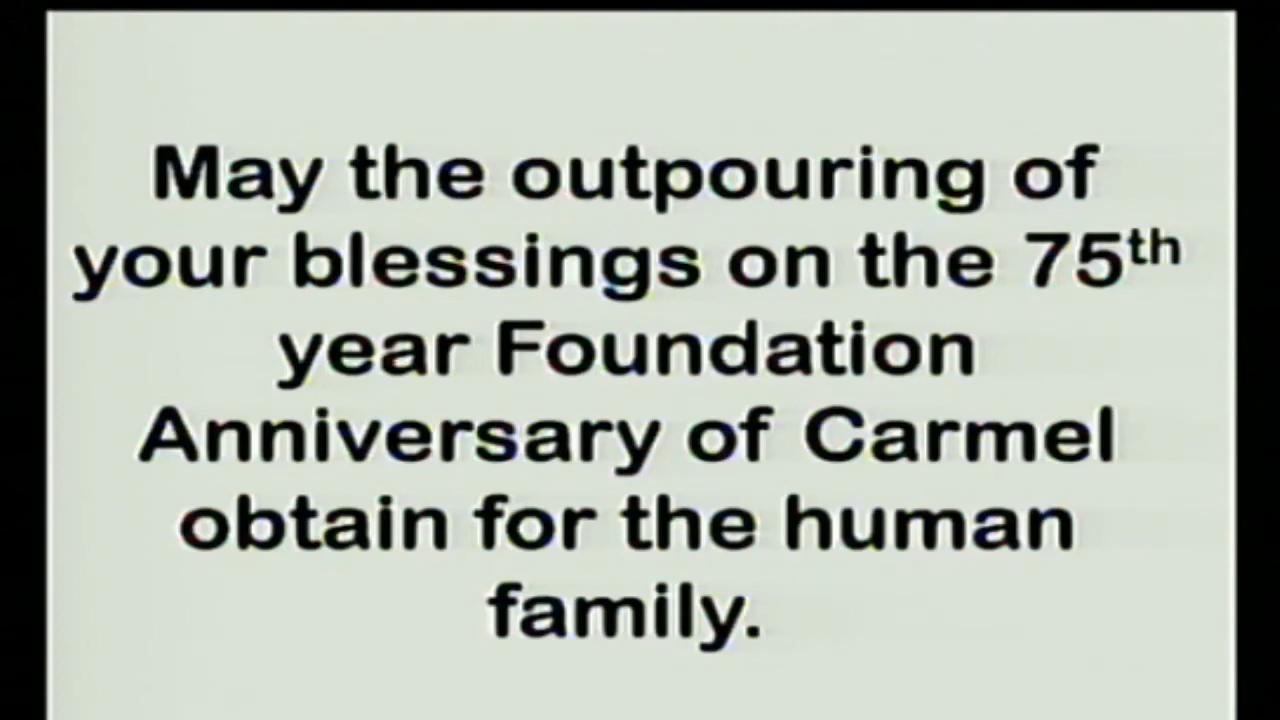 May the outpouring of
your blessings on the 75th
year Foundation
Anniversary of Carmel
obtain for the human
family.